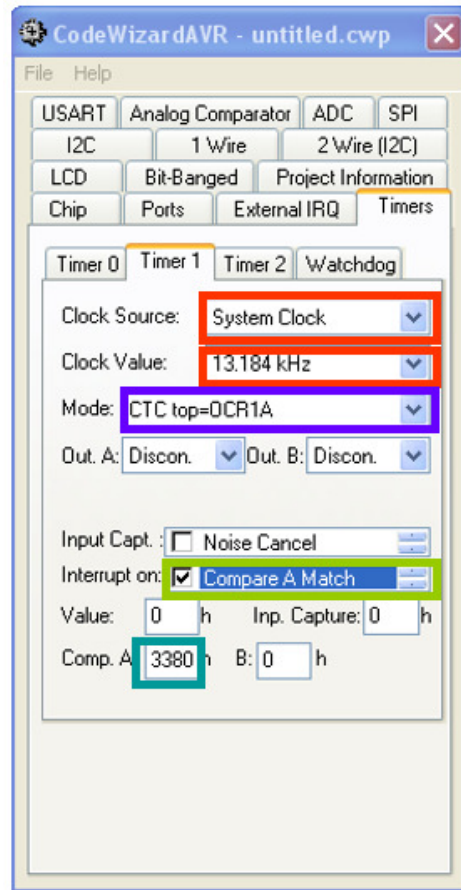 CodeWizardAVR - untitled.cwp
File Help
USART Analog Comparator ADC SPI
I2C 1 Wire 2 Wire (I2C)
LCD Bit-Banged Project Information
Chip Ports External IRQ Timers
Timer 0 Timer 1 Timer 2 Watchdog
Clock Source: System Clock
Clock Value: 13.184 kHz
Mode: CTC top=OCR1A
Out. A: Discon. Out. B: Discon.
Input Capt. : Noise Cancel
Interrupt on: Compare A Match
Value: 0 h Inp. Capture: 0 h
Comp. A 3380 h B: 0 h